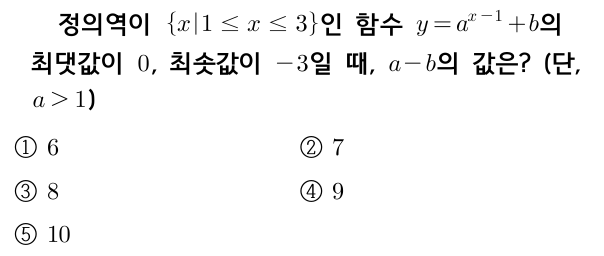 정의역이 {x|1 ≤ x ≤ 3}인 함수 y=a^{x-1}+b의
최댓값이 0, 최솟값이 -3일 때, a-b의 값은? (단,
a>1)
① 6 ② 7
③ 8 ④ 9
⑤ 10